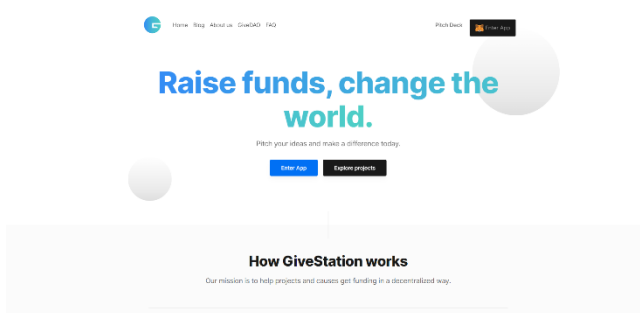 Home Blog About us GiveDAO FAQ Pitch Deck Enter App
Raise funds, change the
world.
Pitch your ideas and make a difference today.
Enter App Explore projects
How GiveStation works
Our mission is to help projects and causes get funding in a decentralized way.